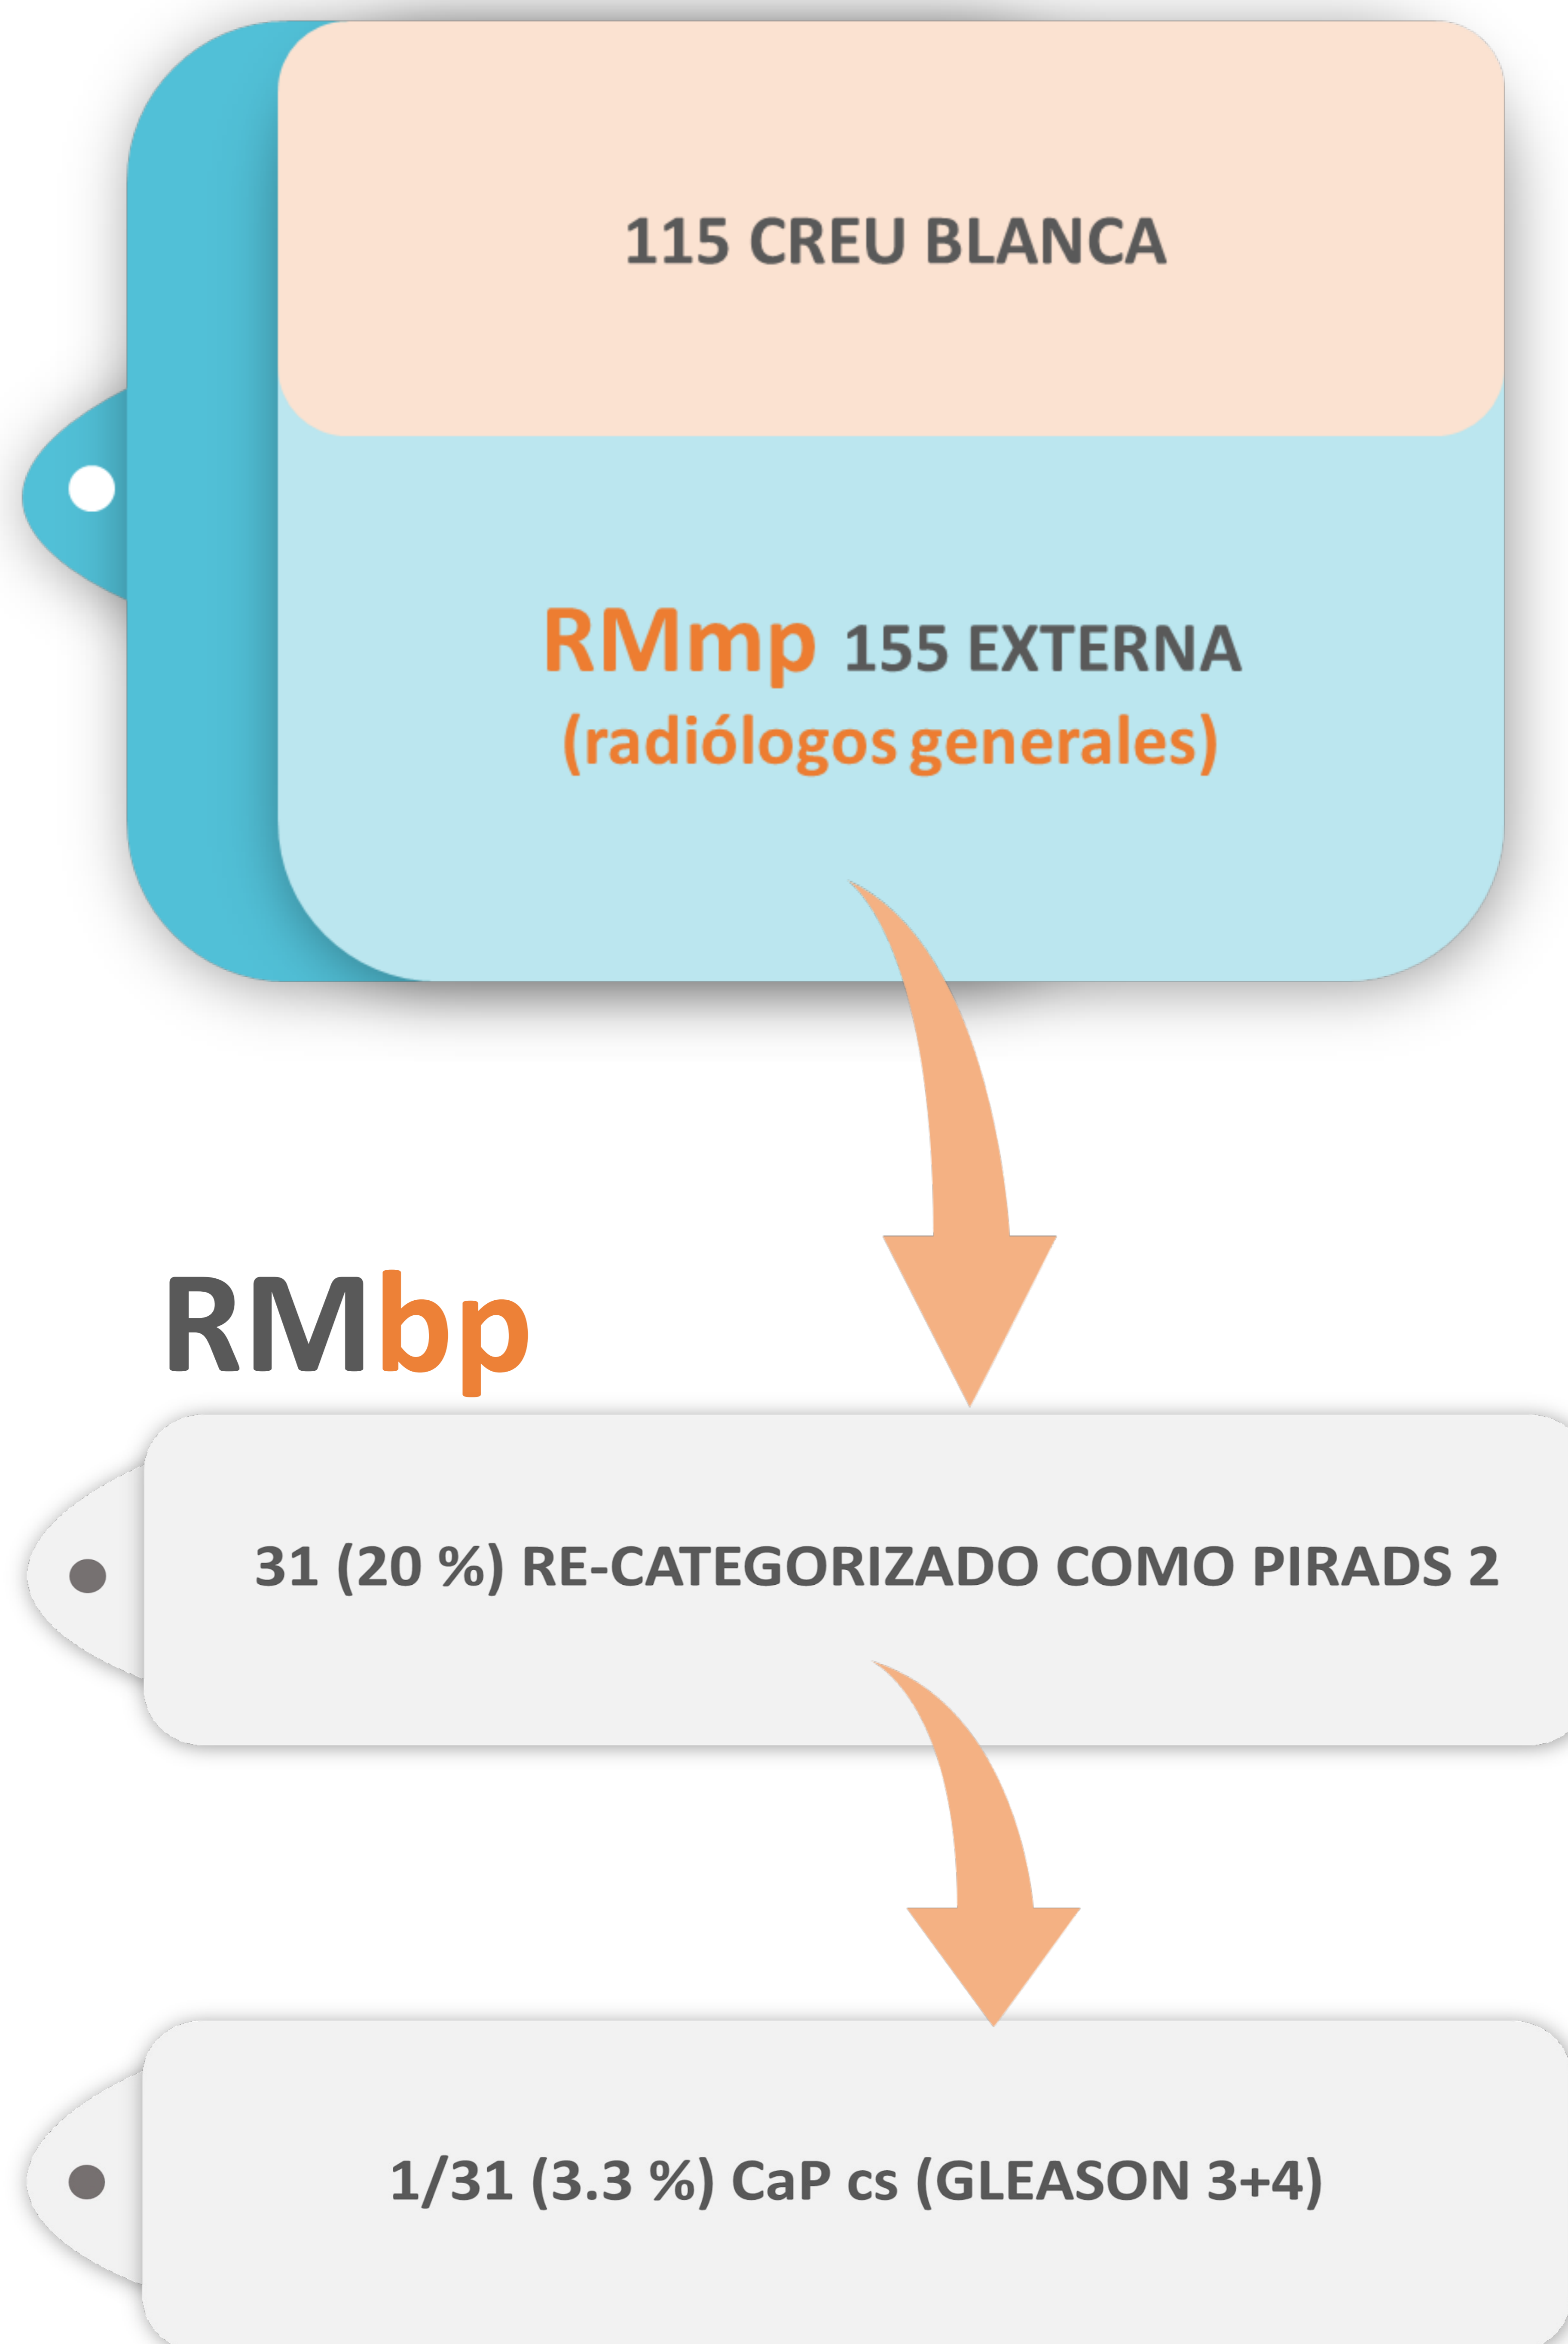 115 CREU BLANCA
RMmp 155 EXTERNA
(radiólogos generales)
RMbp
31 (20 %) RE-CATEGORIZADO COMO PIRADS 2
1/31 (3.3 %) CaP cs (GLEASON 3+4)